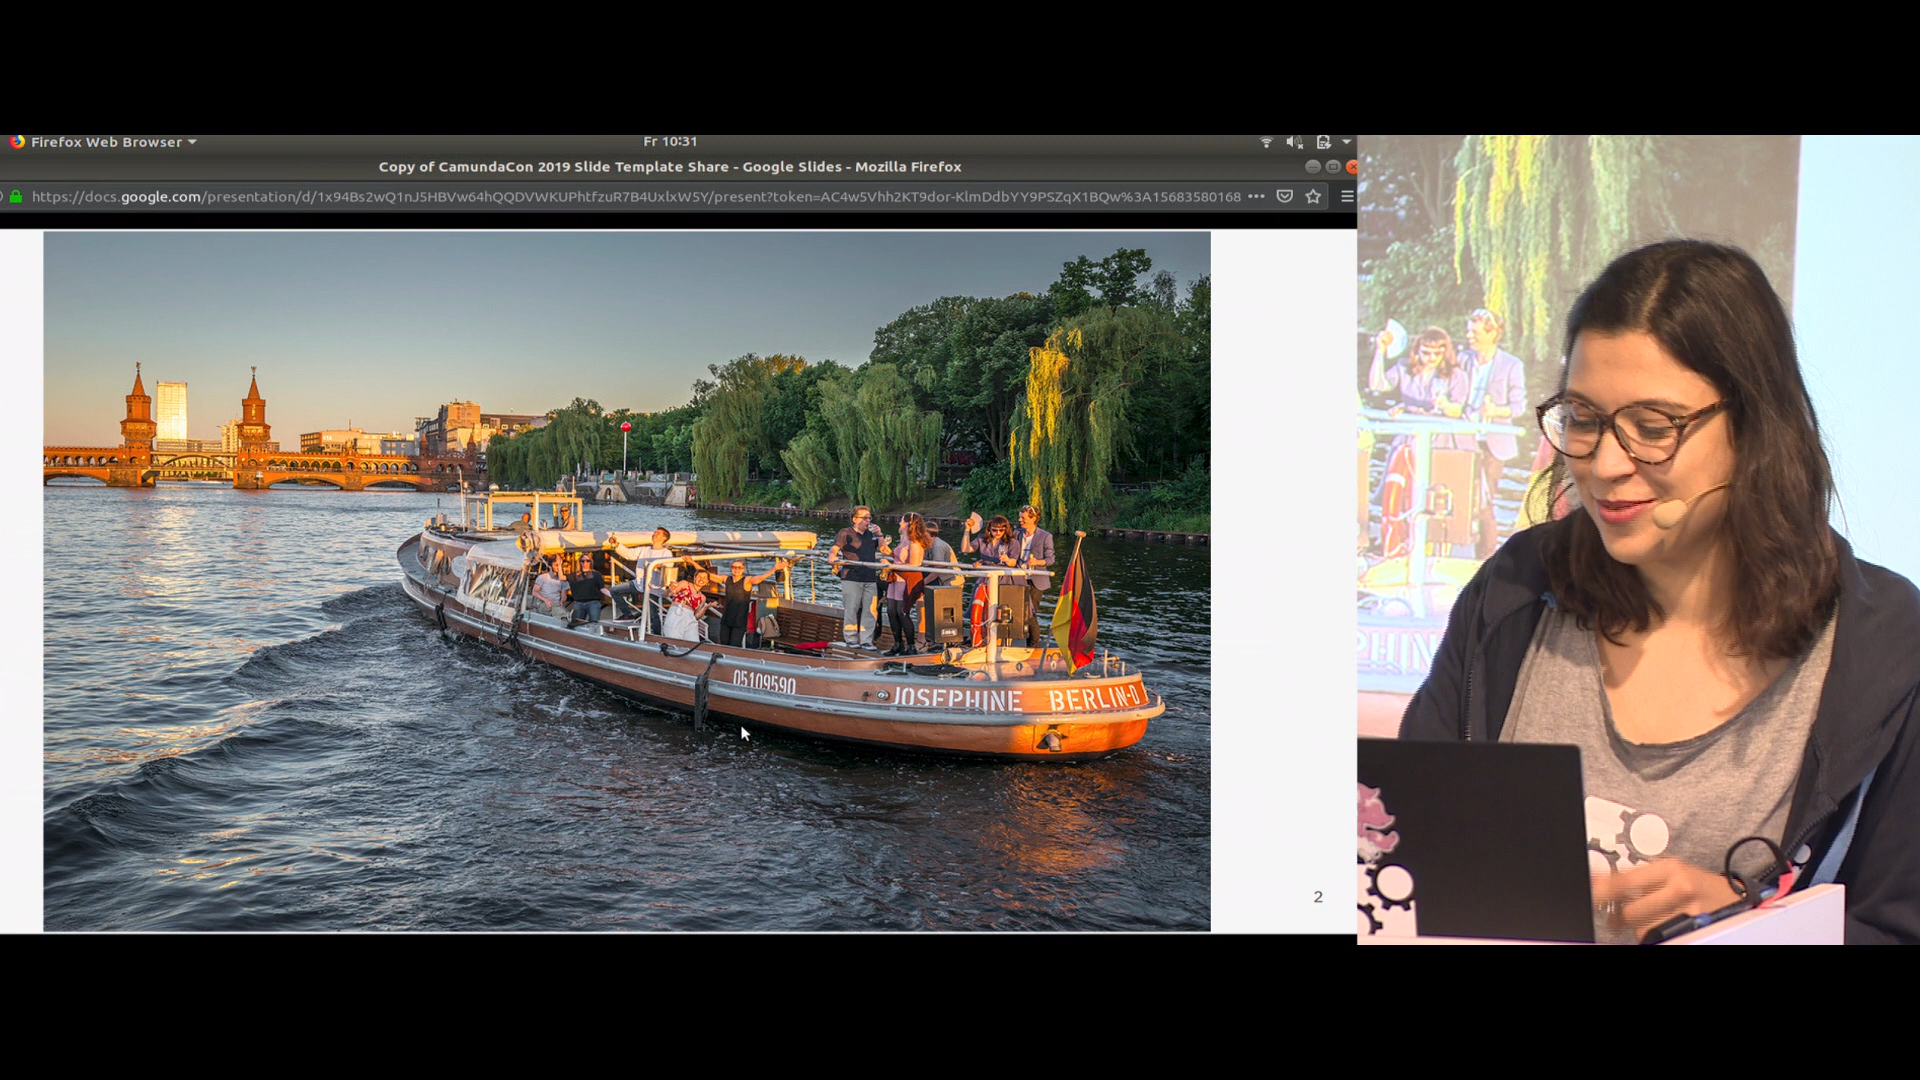 Firefox Web Browser
Fr 10:31
Copy of CamundaCon 2019 Slide Template Share - Google Slides - Mozilla Firefox
https://docs.google.com/presentation/d/1x94Bs2wQ1nJ5HBVw64hQQDVWKUPhtfzuR7B4UxlxW5Y/present?token=AC4w5Vhh2KT9dor-KlmDdbYY9PSZqX1BQw%3A15683580168
05109590
JOSEPHINE BERLIN-D
2